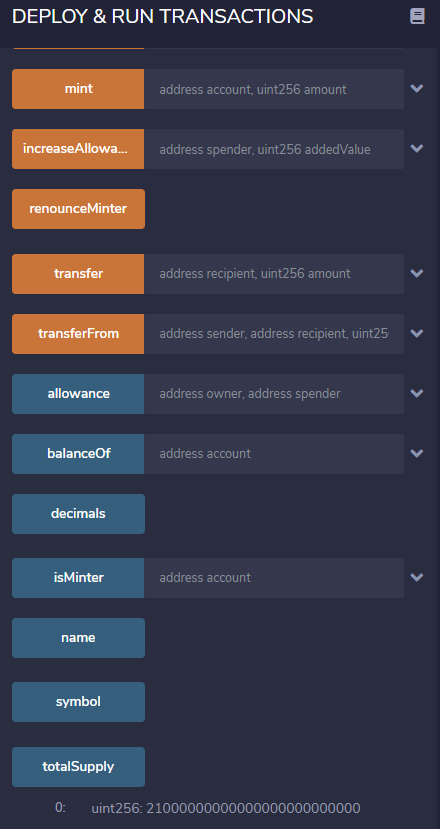 DEPLOY & RUN TRANSACTIONS
mint address account, uint256 amount
increaseAllowa... address spender, uint256 addedValue
renounceMinter
transfer address recipient, uint256 amount
transferFrom address sender, address recipient, uint25
allowance address owner, address spender
balanceOf address account
decimals
isMinter address account
name
symbol
totalSupply
0: uint256: 21000000000000000000000000